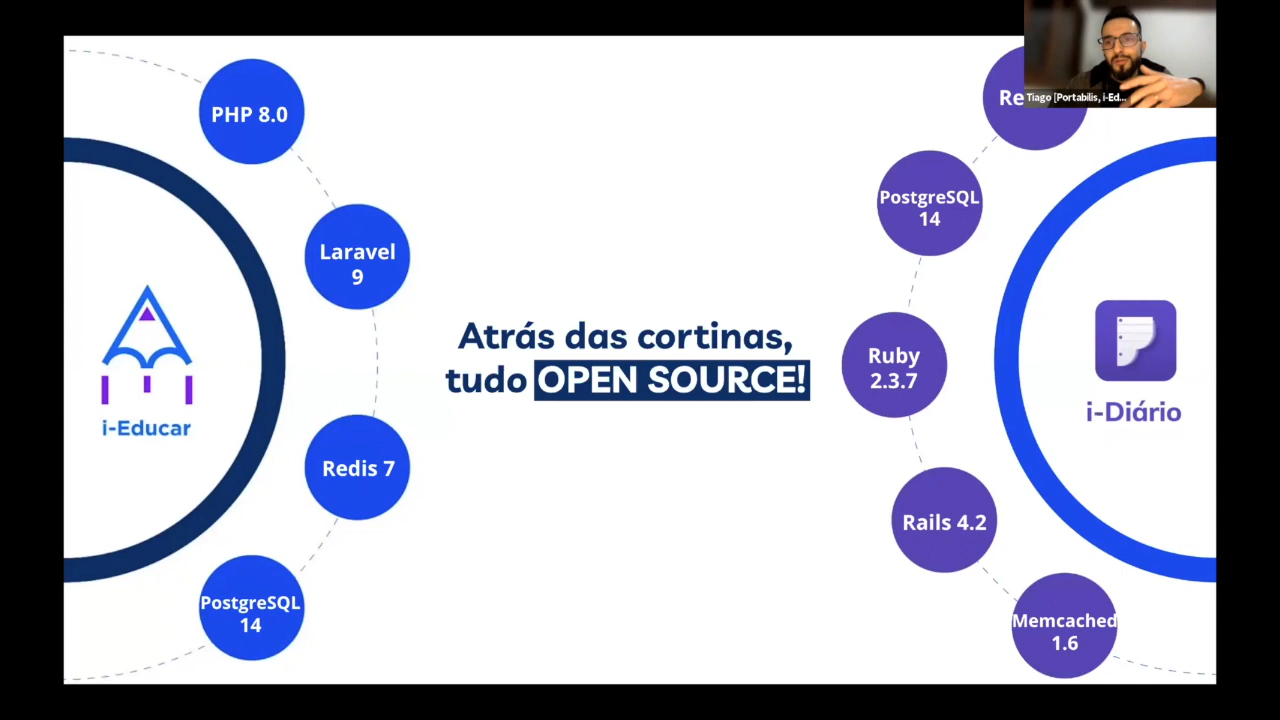 PHP 8.0
Laravel
9
Redis 7
PostgreSQL
14
i-Educar
Atrás das cortinas,
tudo OPEN SOURCE!
Tiago [Portabilis, i-Ed...
PostgreSQL
14
Ruby
2.3.7
Rails 4.2
Memcached
1.6
i-Diário